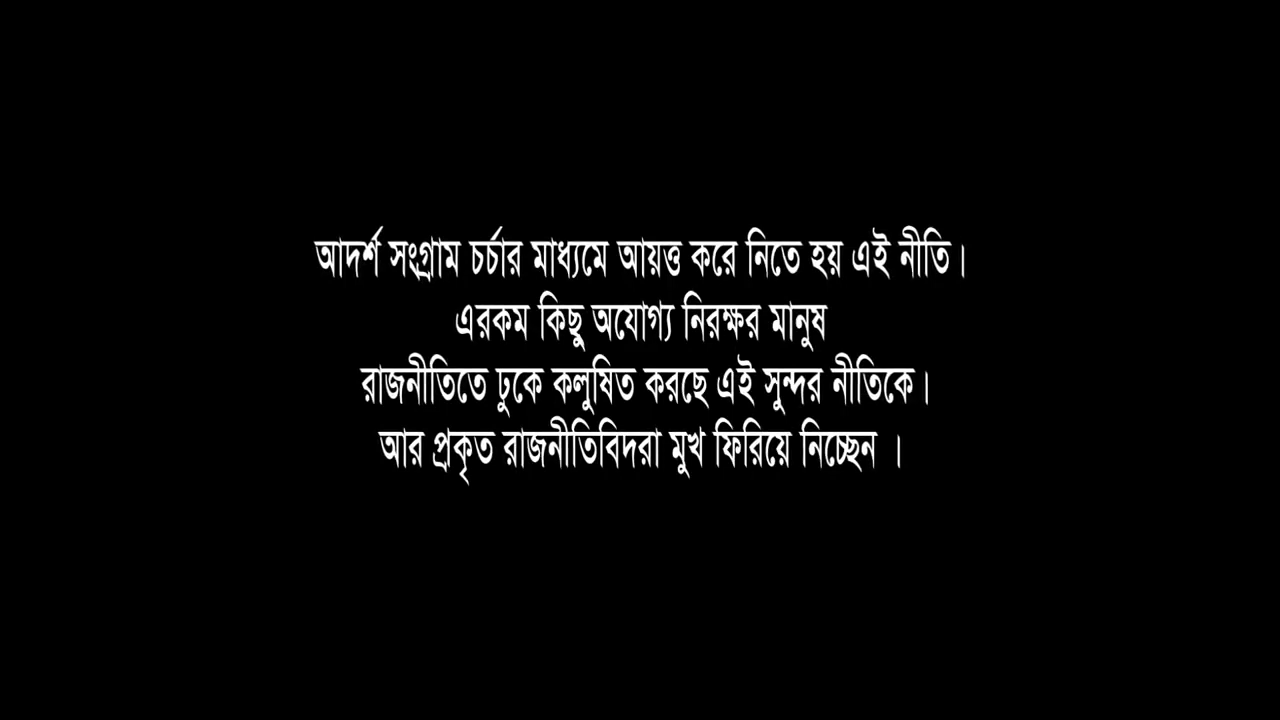 আদর্শ সংগ্রাম চর্চার মাধ্যমে আয়ত্ত করে নিতে হয় এই নীতি।
এরকম কিছু অযোগ্য নিরক্ষর মানুষ
রাজনীতিতে ঢুকে কলুষিত করছে এই সুন্দর নীতিকে।
আর প্রকৃত রাজনীতিবিদরা মুখ ফিরিয়ে নিচ্ছেন ।